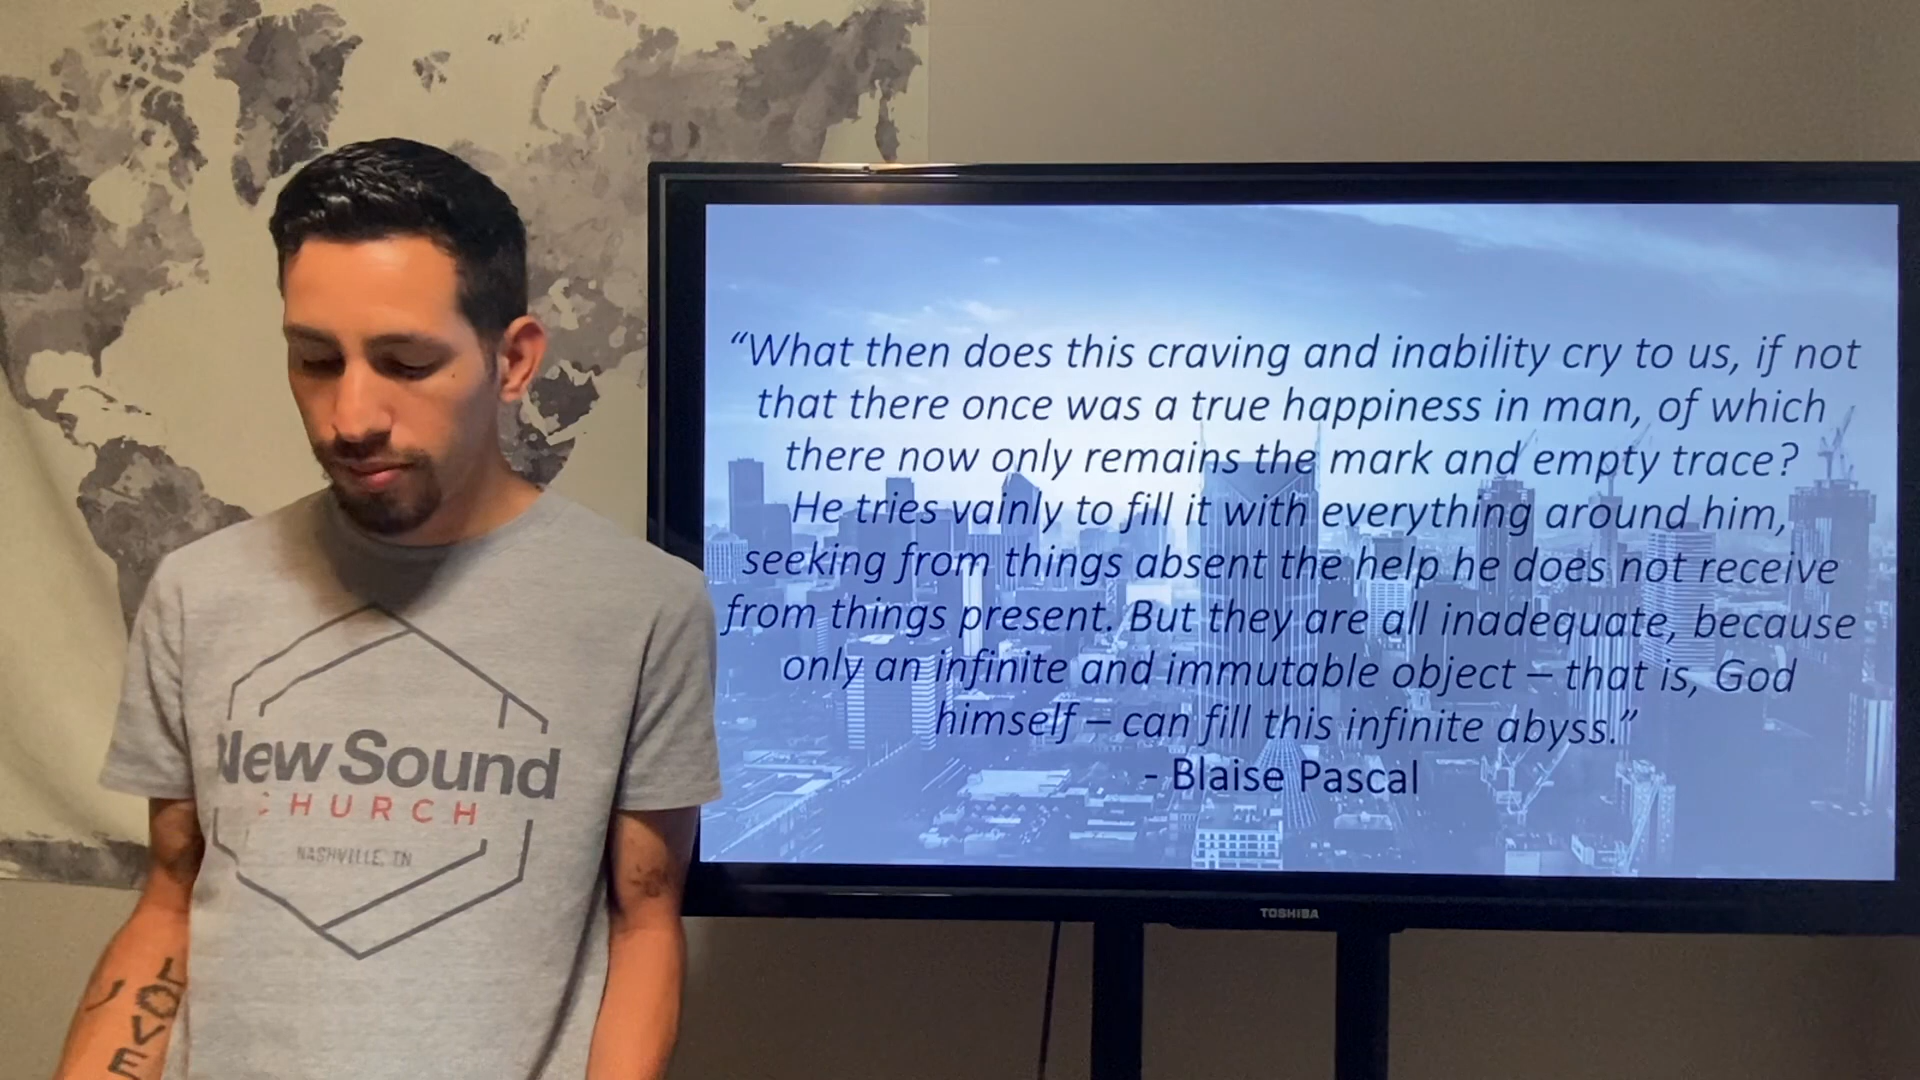 “What then does this craving and inability cry to us, if not
that there once was a true happiness in man, of which
there now only remains the mark and empty trace?
He tries vainly to fill it with everything around him,
seeking from things absent the help he does not receive
from things present. But they are all inadequate, because
only an infinite and immutable object – that is, God
himself – can fill this infinite abyss.”
- Blaise Pascal
TOSHIBA
New Sound
CHURCH
NASHVILLE, TN
LOVE